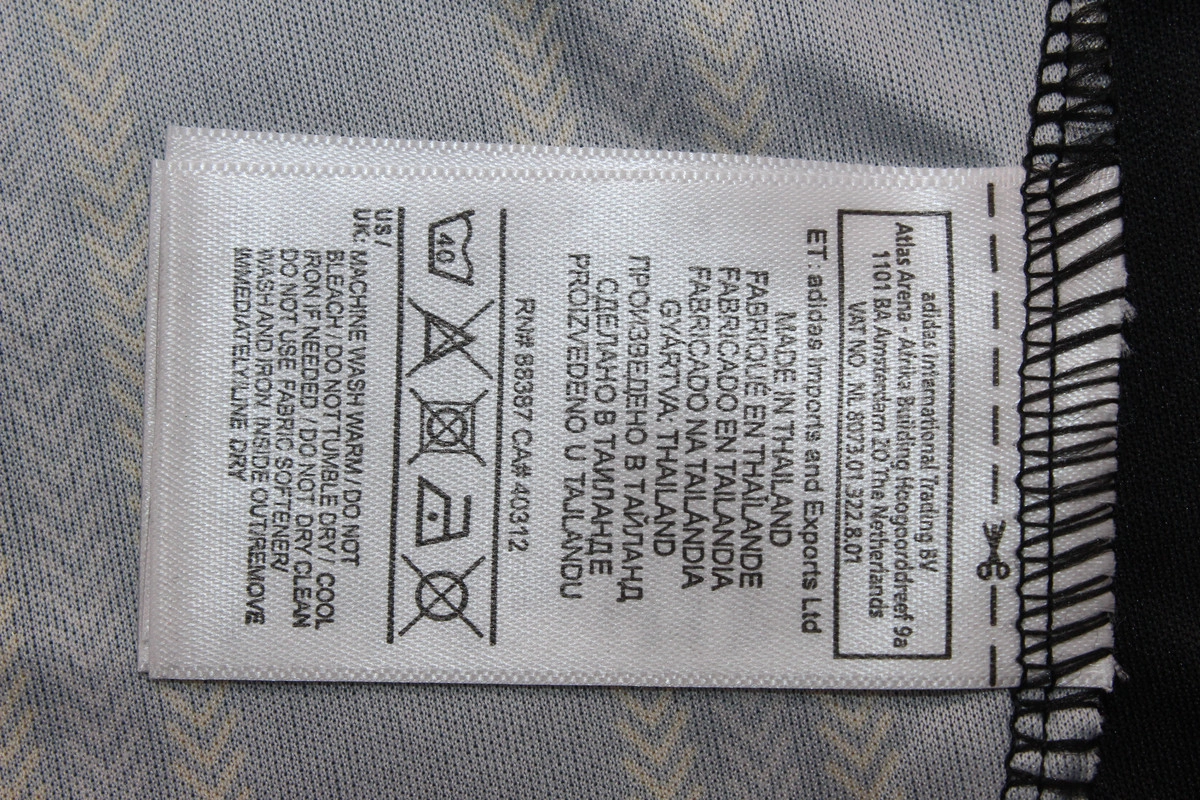 adidas International Trading BV
Atlas Arena - Afrika Building Hoogoorddreef 9a
1101 BA Amsterdam ZO The Netherlands
VAT NO. NL 8073.01.322.8.01
ET. adidas Imports and Exports Ltd
MADE IN THAILAND
FABRIQUÉ EN THAÏLANDE
FABRICADO EN TAILANDIA
FABRICADO NA TAILÂNDIA
GYÁRTVA: THAILAND
ПРОИЗВЕДЕНО В ТАЙЛАНД
СДЕЛАНО В ТАИЛАНДЕ
PROIZVEDENO U TAJLANDU
RN# 88387 CA# 40312
40
US /
UK: MACHINE WASH WARM / DO NOT
BLEACH / DO NOT TUMBLE DRY / COOL
IRON IF NEEDED / DO NOT DRY CLEAN
DO NOT USE FABRIC SOFTENER/
WASH AND IRON INSIDE OUT/REMOVE
IMMEDIATELY/LINE DRY